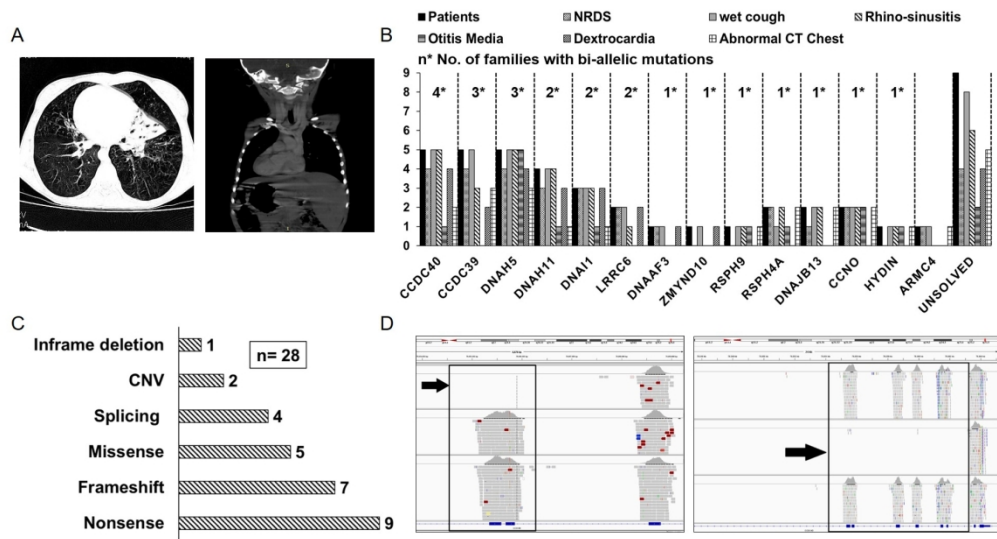 A
B
Patients
NRDS
wet cough
Rhino-sinusitis
Otitis Media
Dextrocardia
Abnormal CT Chest
n* No. of families with bi-allelic mutations
9
8
7
6
5
4
3
2
1
0
4* 3* 3* 2* 2* 2* 1* 1* 1* 1* 1* 1* 1*
CCDC40
CCDC39
DNAH5
DNAH11
DNAI1
LRRC6
DNAAF3
ZMYND10
RSPH9
RSPH4A
DNAJB13
CCNO
HYDIN
ARMC4
UNSOLVED
C
D
n= 28
Inframe deletion 1
CNV 2
Splicing 4
Missense 5
Frameshift 7
Nonsense 9